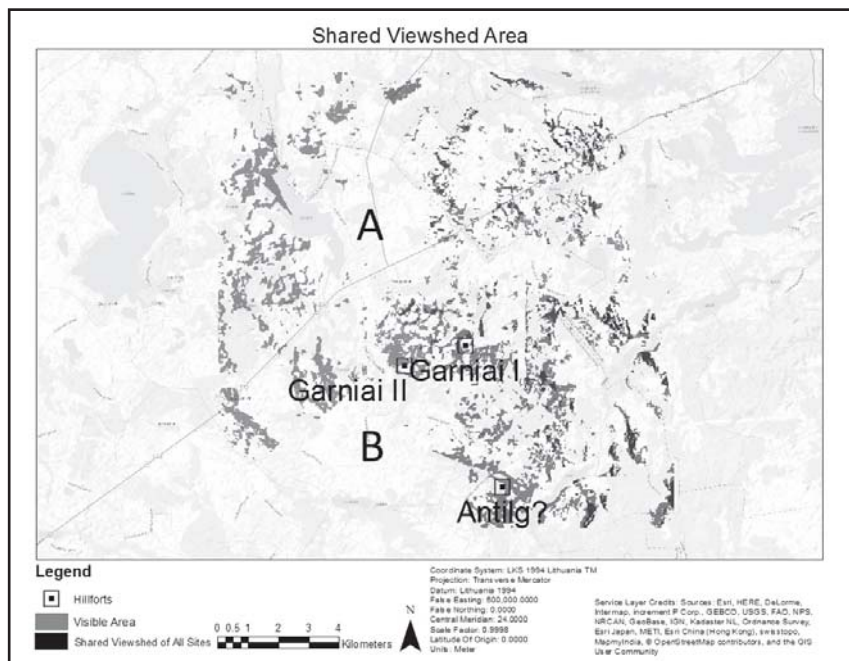 Shared Viewshed Area
A
Garniai I
Garniai II
B
Antilg?
Legend
Hillforts
Visible Area
Shared Viewshed of All Sites
0 0.5 1 2 3 4
Kilometers
N
Coordinate System: LKS 1994 Lithuania TM
Projection: Transverse Mercator
Datum: Lithuania 1994
False Easting: 500,000.0000
False Northing: 0.0000
Central Meridian: 24.0000
Scale Factor: 0.9998
Latitude Of Origin: 0.0000
Units: Meter
Service Layer Credits: Sources: Esri, HERE, DeLorme,
Intermap, increment P Corp., GEBCO, USGS, FAO, NPS,
NRCAN, GeoBase, IGN, Kadaster NL, Ordnance Survey,
Esri Japan, METI, Esri China (Hong Kong), swisstopo,
MapmyIndia, © OpenStreetMap contributors, and the GIS
User Community